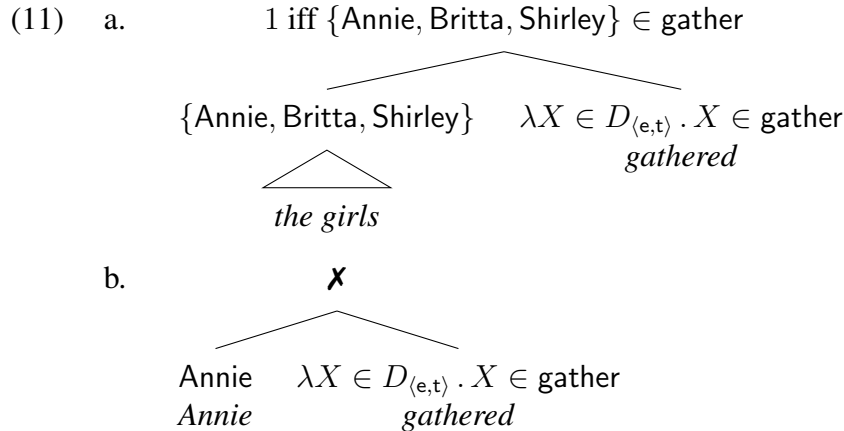 (11) a. 1 iff {Annie, Britta, Shirley} ∈ gather
{Annie, Britta, Shirley} λX ∈ D⟨e,t⟩ . X ∈ gather
gathered
the girls
b. ✗
Annie λX ∈ D⟨e,t⟩ . X ∈ gather
Annie gathered